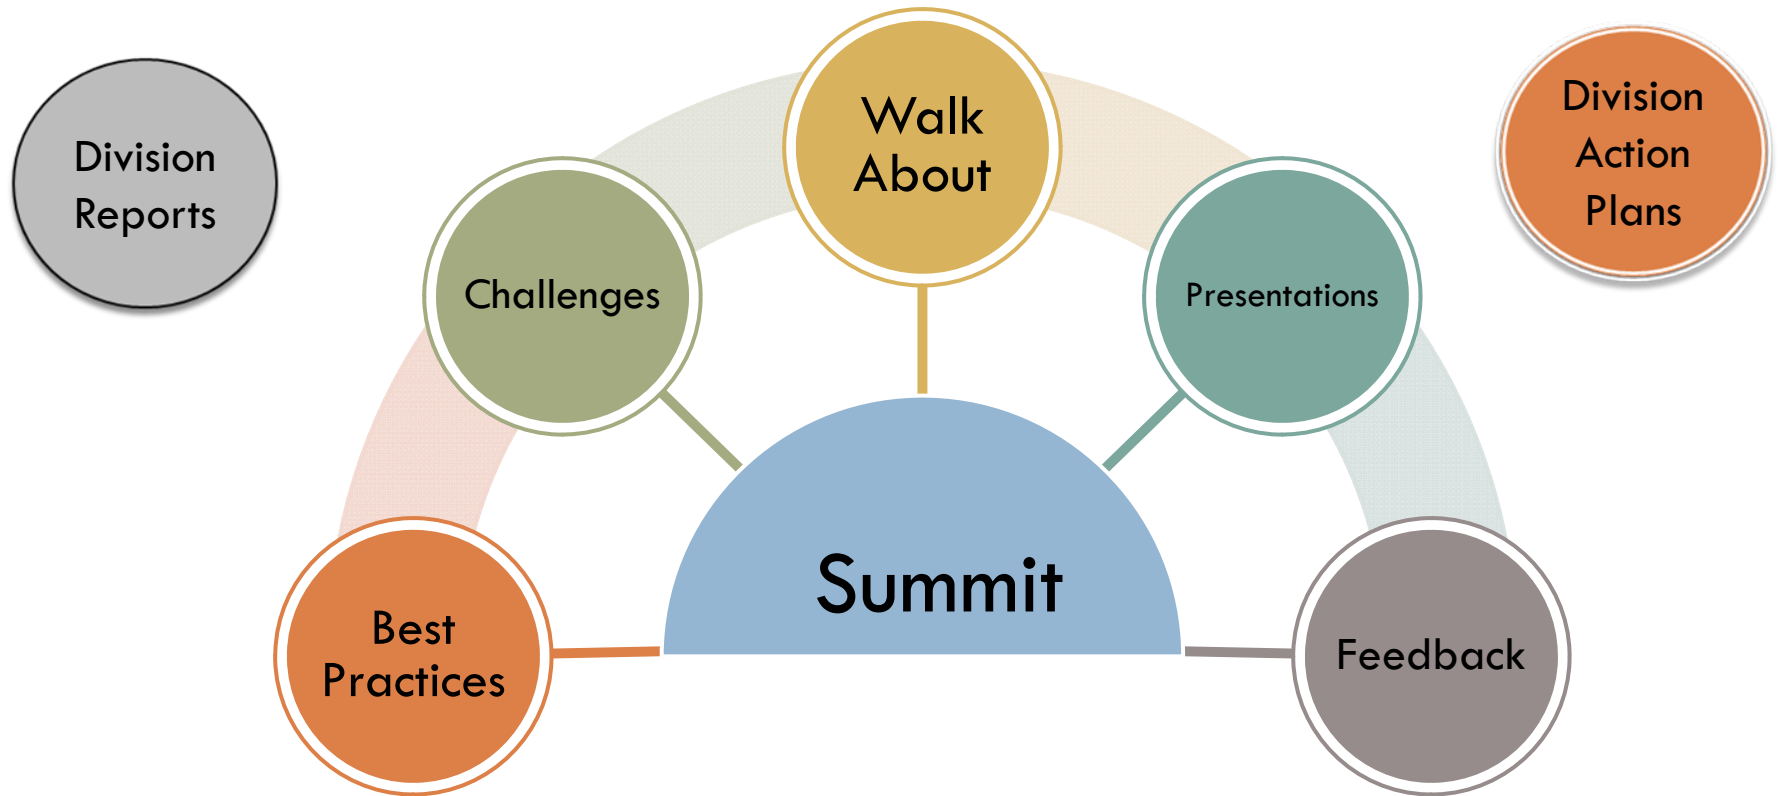 Division
Reports
Best
Practices
Challenges
Walk
About
Presentations
Feedback
Summit
Division
Action
Plans